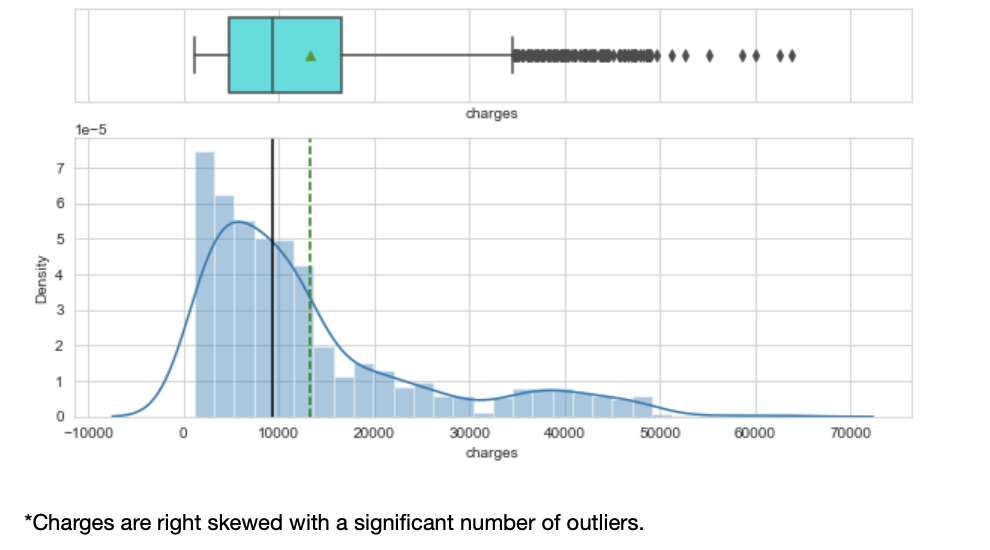 charges
1e−5
7
6
5
4
3
2
1
0
Density
−10000 0 10000 20000 30000 40000 50000 60000 70000
charges
*Charges are right skewed with a significant number of outliers.